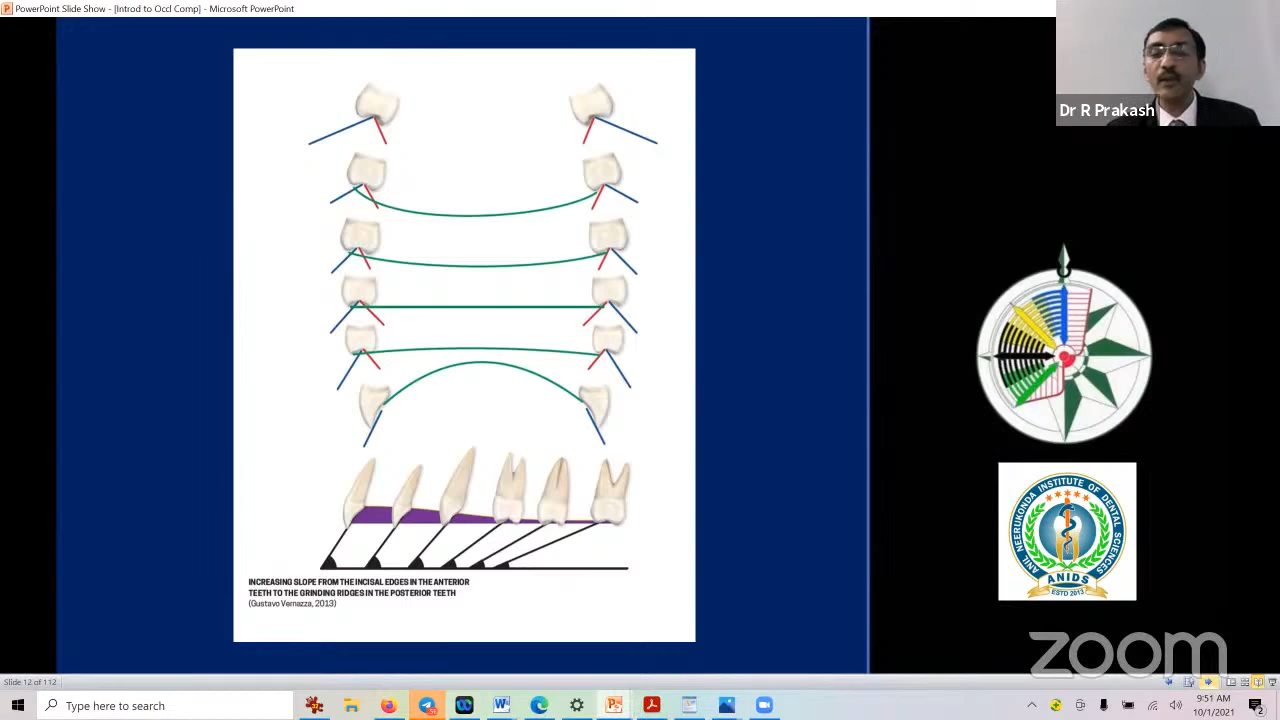 PowerPoint Slide Show - [Introd to Occl Comp] - Microsoft PowerPoint
Dr R Prakash
INCREASING SLOPE FROM THE INCISAL EDGES IN THE ANTERIOR
TEETH TO THE GRINDING RIDGES IN THE POSTERIOR TEETH
(Gustavo Vernazza, 2013)
ANIL NEERUKONDA INSTITUTE OF DENTAL SCIENCES
ANIDS
ESTD 2013
zoom
Slide 12 of 112
Type here to search
9:51 AM
10/1/2021